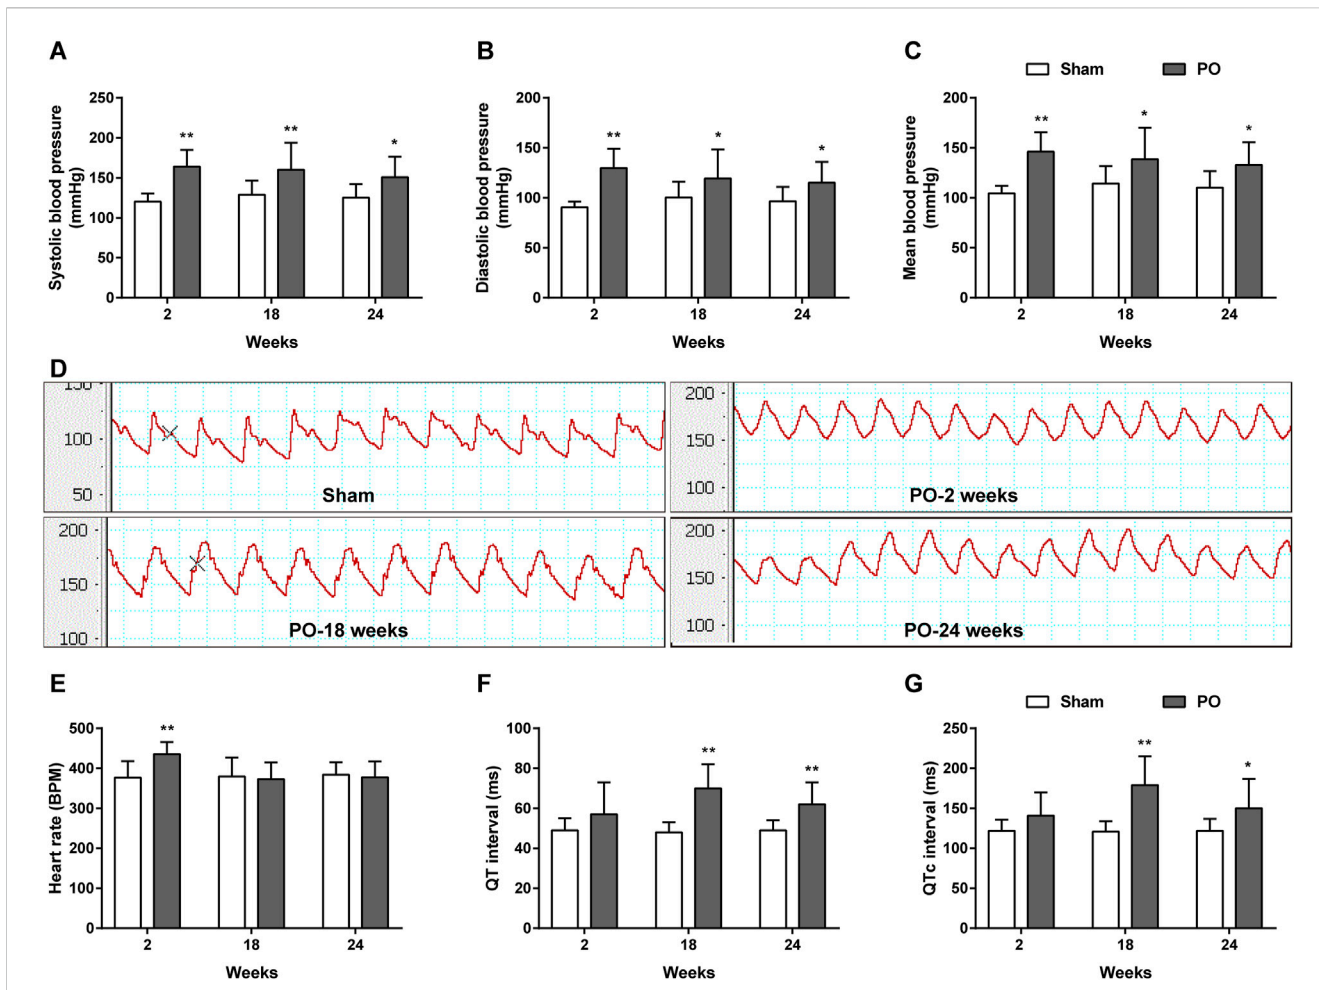 A
B
C
Sham
PO
Systolic blood pressure
(mmHg)
250
200
150
100
50
0
**
**
*
2
18
24
Weeks
Diastolic blood pressure
(mmHg)
200
150
100
50
0
**
*
*
2
18
24
Weeks
Mean blood pressure
(mmHg)
200
150
100
50
0
**
*
*
2
18
24
Weeks
D
150
100
50
Sham
200
150
100
PO-2 weeks
200
150
100
PO-18 weeks
200
150
100
PO-24 weeks
E
F
G
Sham
PO
Heart rate (BPM)
500
400
300
200
100
0
**
2
18
24
Weeks
QT interval (ms)
100
80
60
40
20
0
**
**
2
18
24
Weeks
QTc interval (ms)
250
200
150
100
50
0
**
*
2
18
24
Weeks